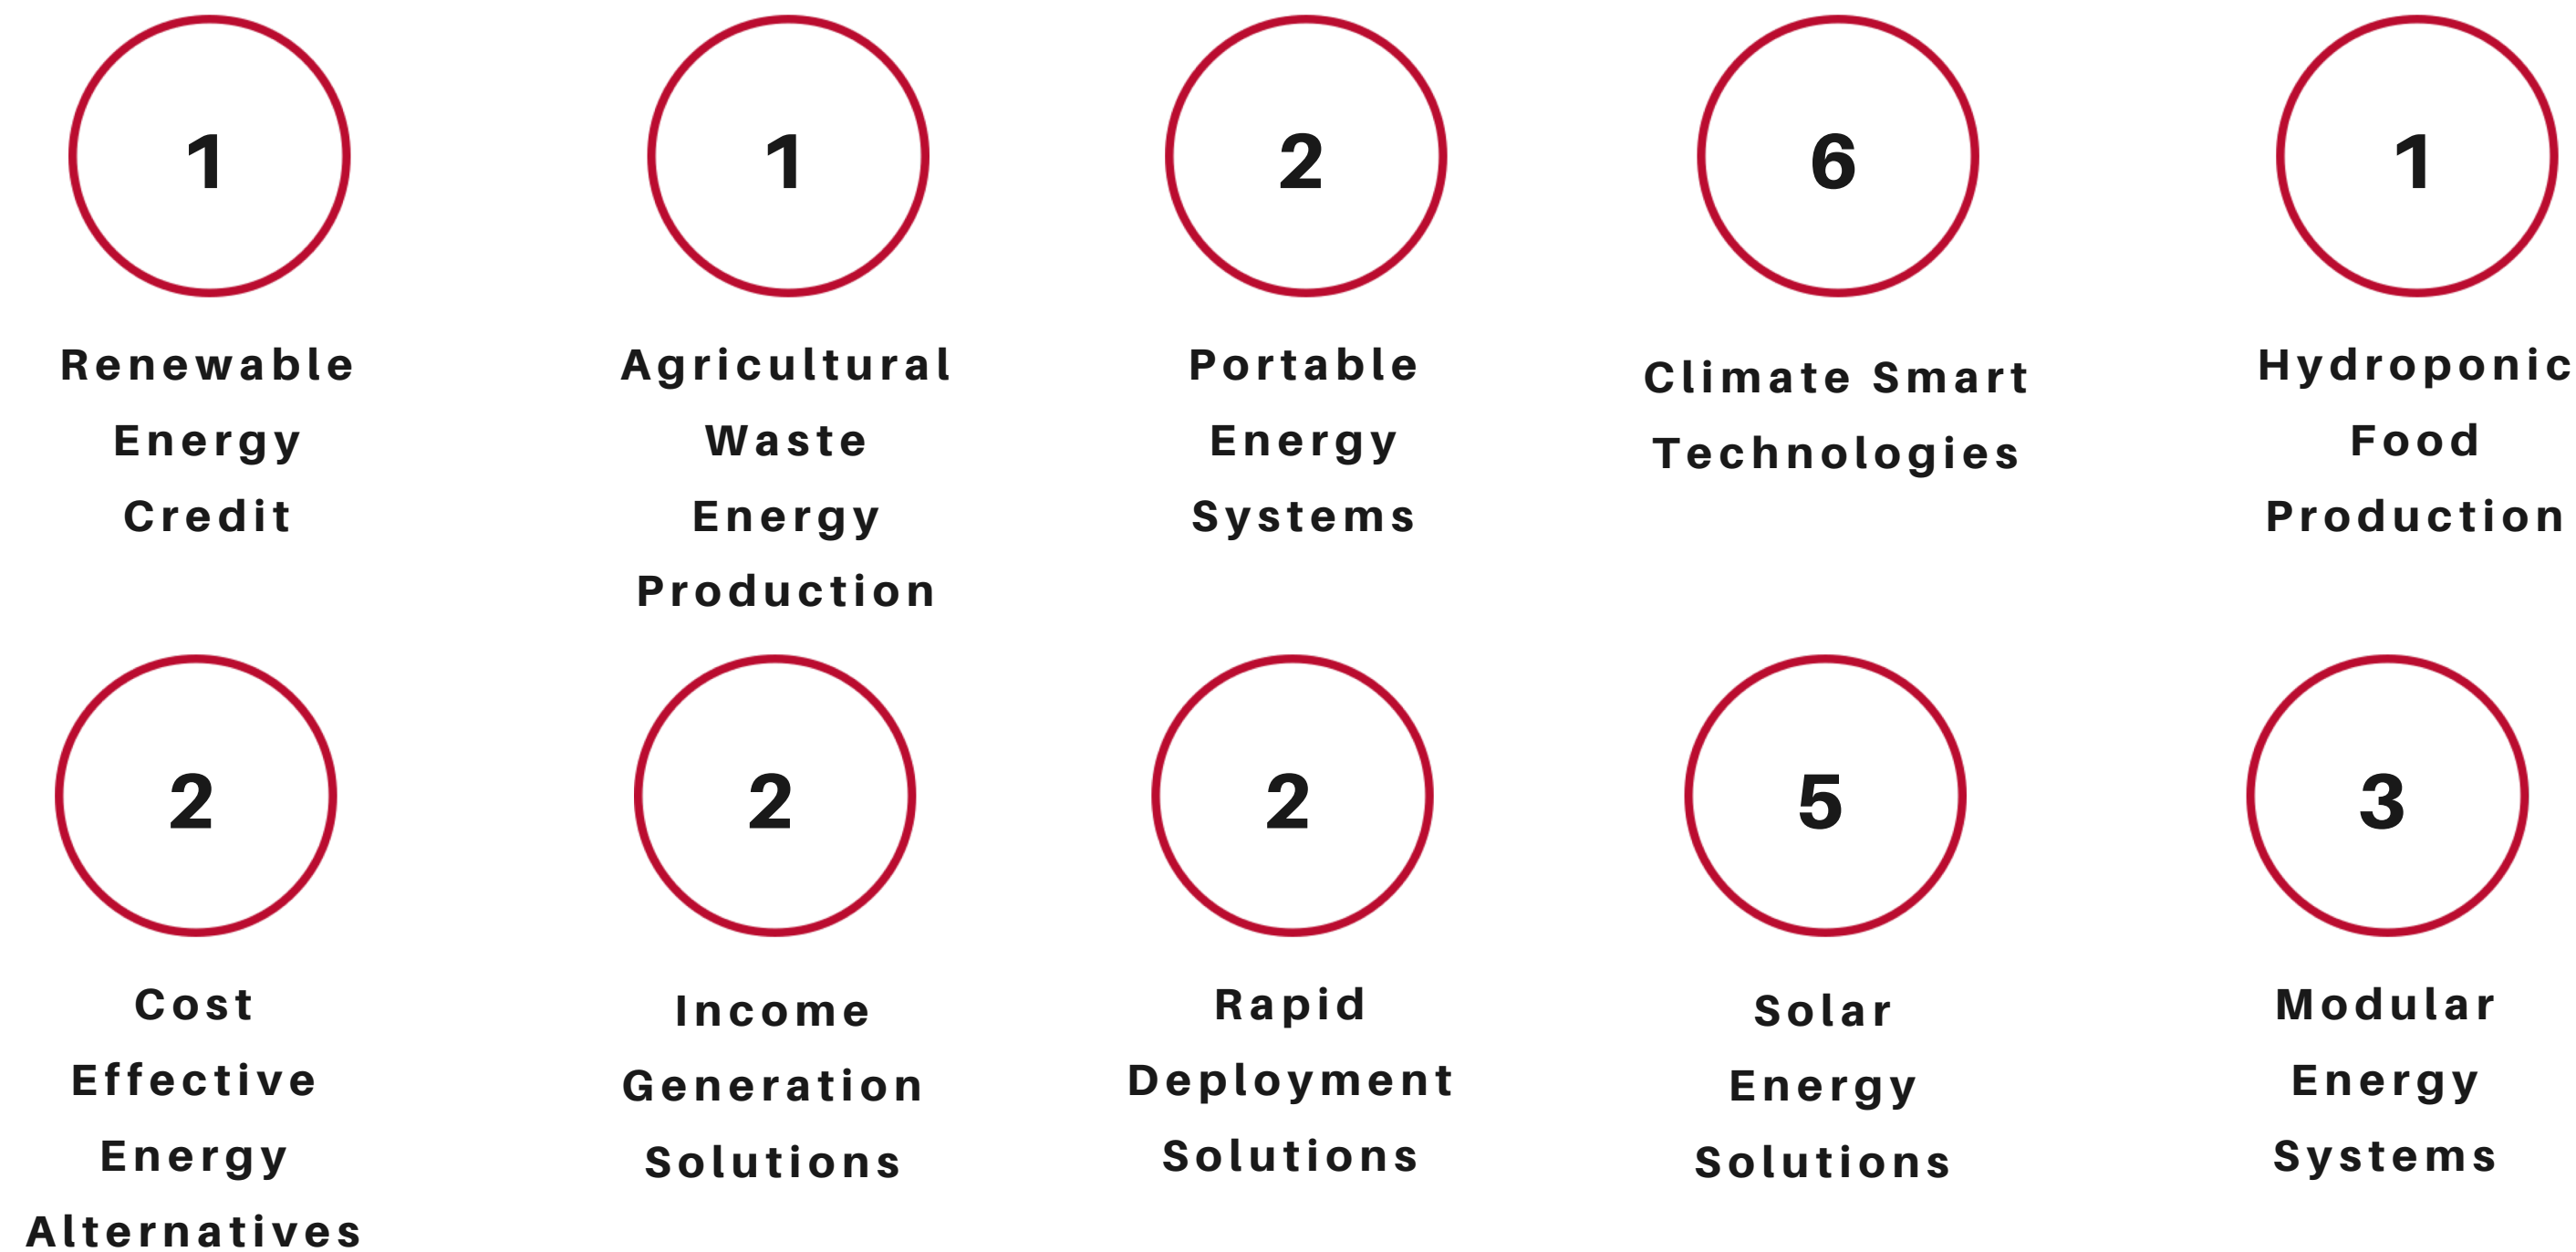 1
Renewable
Energy
Credit
1
Agricultural
Waste
Energy
Production
2
Portable
Energy
Systems
6
Climate Smart
Technologies
1
Hydroponic
Food
Production
2
Cost
Effective
Energy
Alternatives
2
Income
Generation
Solutions
2
Rapid
Deployment
Solutions
5
Solar
Energy
Solutions
3
Modular
Energy
Systems